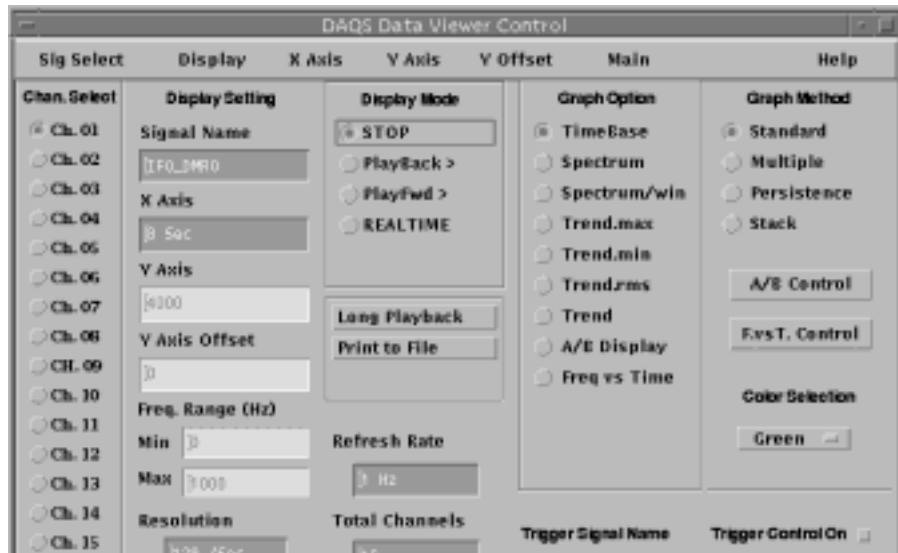 DAQS Data Viewer Control
Sig Select Display X Axis Y Axis Y Offset Main Help
Chan. Select
Ch. 01
Ch. 02
Ch. 03
Ch. 04
Ch. 05
Ch. 06
Ch. 07
Ch. 08
CH. 09
Ch. 10
Ch. 11
Ch. 12
Ch. 13
Ch. 14
Ch. 15
Display Setting
Signal Name
IFO_DMRO
X Axis
8 Sec
Y Axis
Y Axis Offset
0
Freq. Range (Hz)
Min 0
Max 1000
Resolution
Display Mode
STOP
PlayBack >
PlayFwd >
REALTIME
Long Playback
Print to File
Refresh Rate
1 Hz
Total Channels
Graph Option
TimeBase
Spectrum
Spectrum/win
Trend.max
Trend.min
Trend.rms
Trend
A/B Display
Freq vs Time
Trigger Signal Name
Graph Method
Standard
Multiple
Persistence
Stack
A/B Control
F.vsT. Control
Color Selection
Green
Trigger Control On